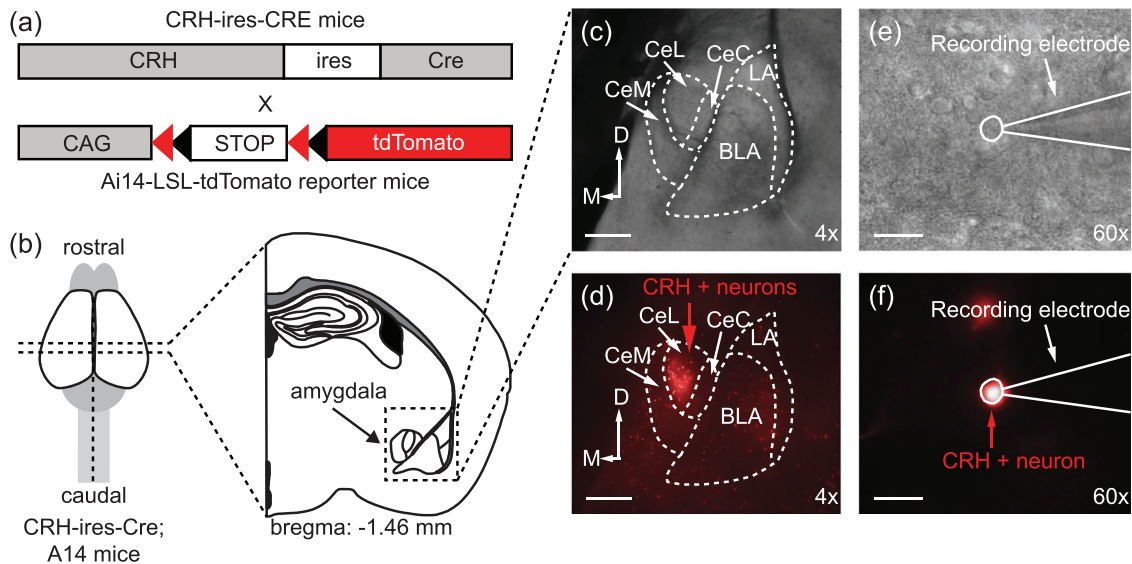 (a)
CRH-ires-CRE mice
CRH ires Cre
X
CAG STOP tdTomato
Ai14-LSL-tdTomato reporter mice
(b)
rostral
caudal
CRH-ires-Cre;
A14 mice
amygdala
bregma: -1.46 mm
(c)
CeL
CeC
LA
CeM
D
BLA
M
4x
(d)
CRH + neurons
CeL
CeC
LA
CeM
D
BLA
M
4x
(e)
Recording electrode
60x
(f)
Recording electrode
CRH + neuron
60x